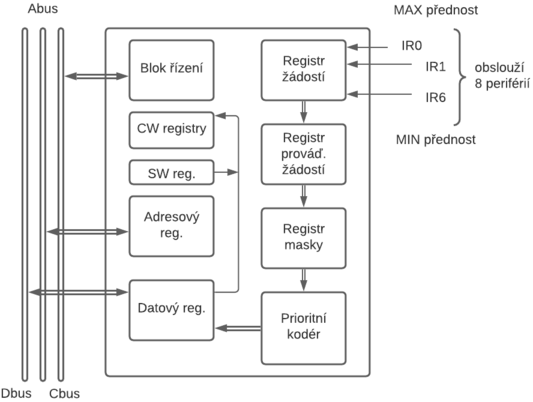 Abus
MAX přednost
Blok řízení
Registr
žádostí
IR0
IR1
IR6
obslouží
8 periférií
CW registry
Registr
prováď.
žádostí
MIN přednost
SW reg.
Adresový
reg.
Registr
masky
Datový reg.
Prioritní
kodér
Dbus
Cbus